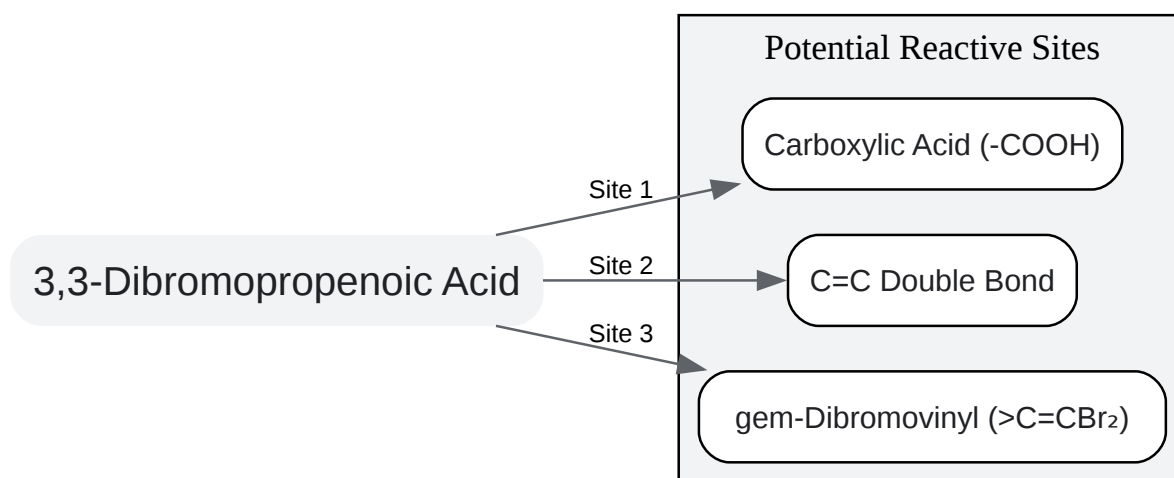 Potential Reactive Sites
Carboxylic Acid (-COOH)
Site 1
3,3-Dibromopropenoic Acid
Site 2
C=C Double Bond
Site 3
gem-Dibromovinyl (>C=CBr₂)